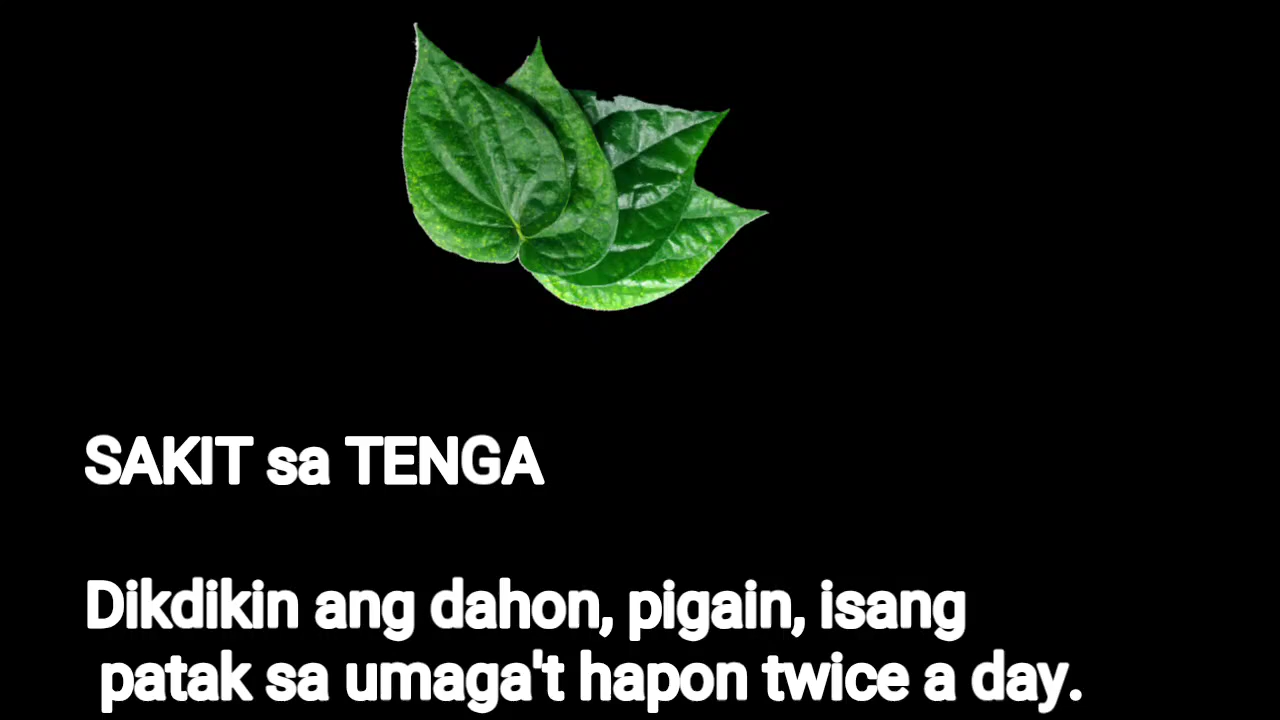 SAKIT sa TENGA
Dikdikin ang dahon, pigain, isang
patak sa umaga't hapon twice a day.